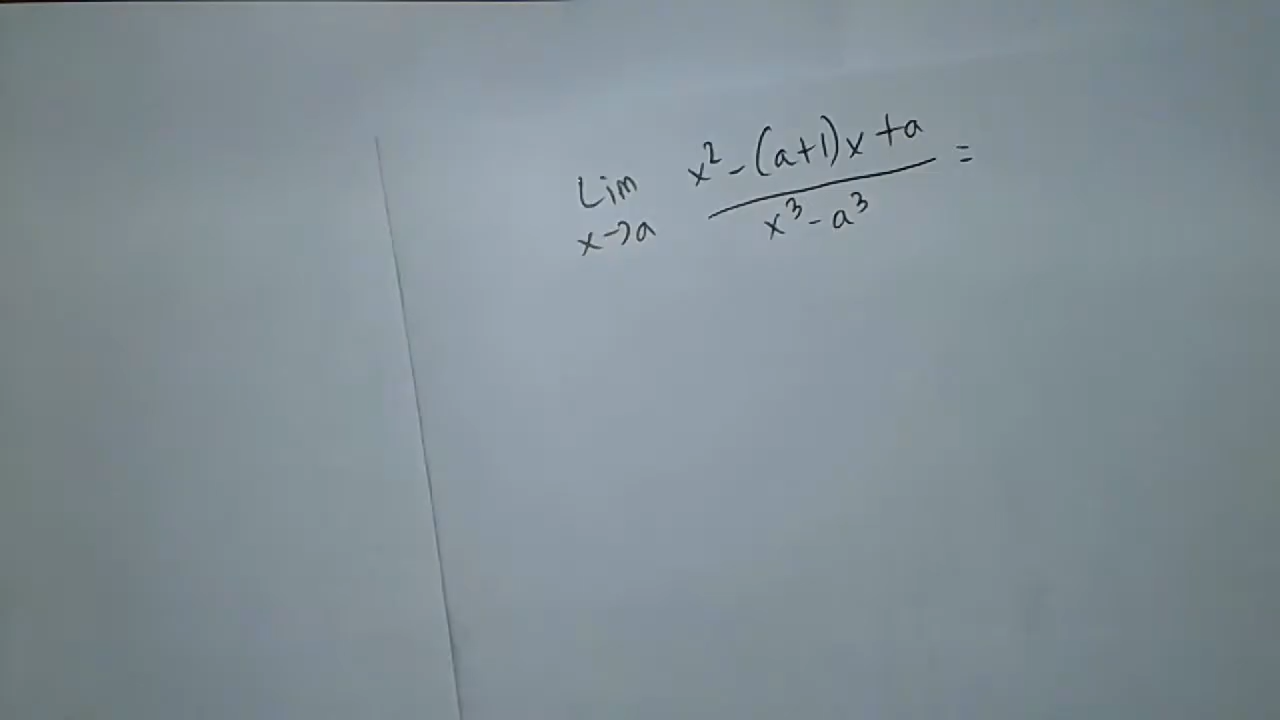 Lim x→a (x² - (a+1)x + a) / (x³ - a³) =